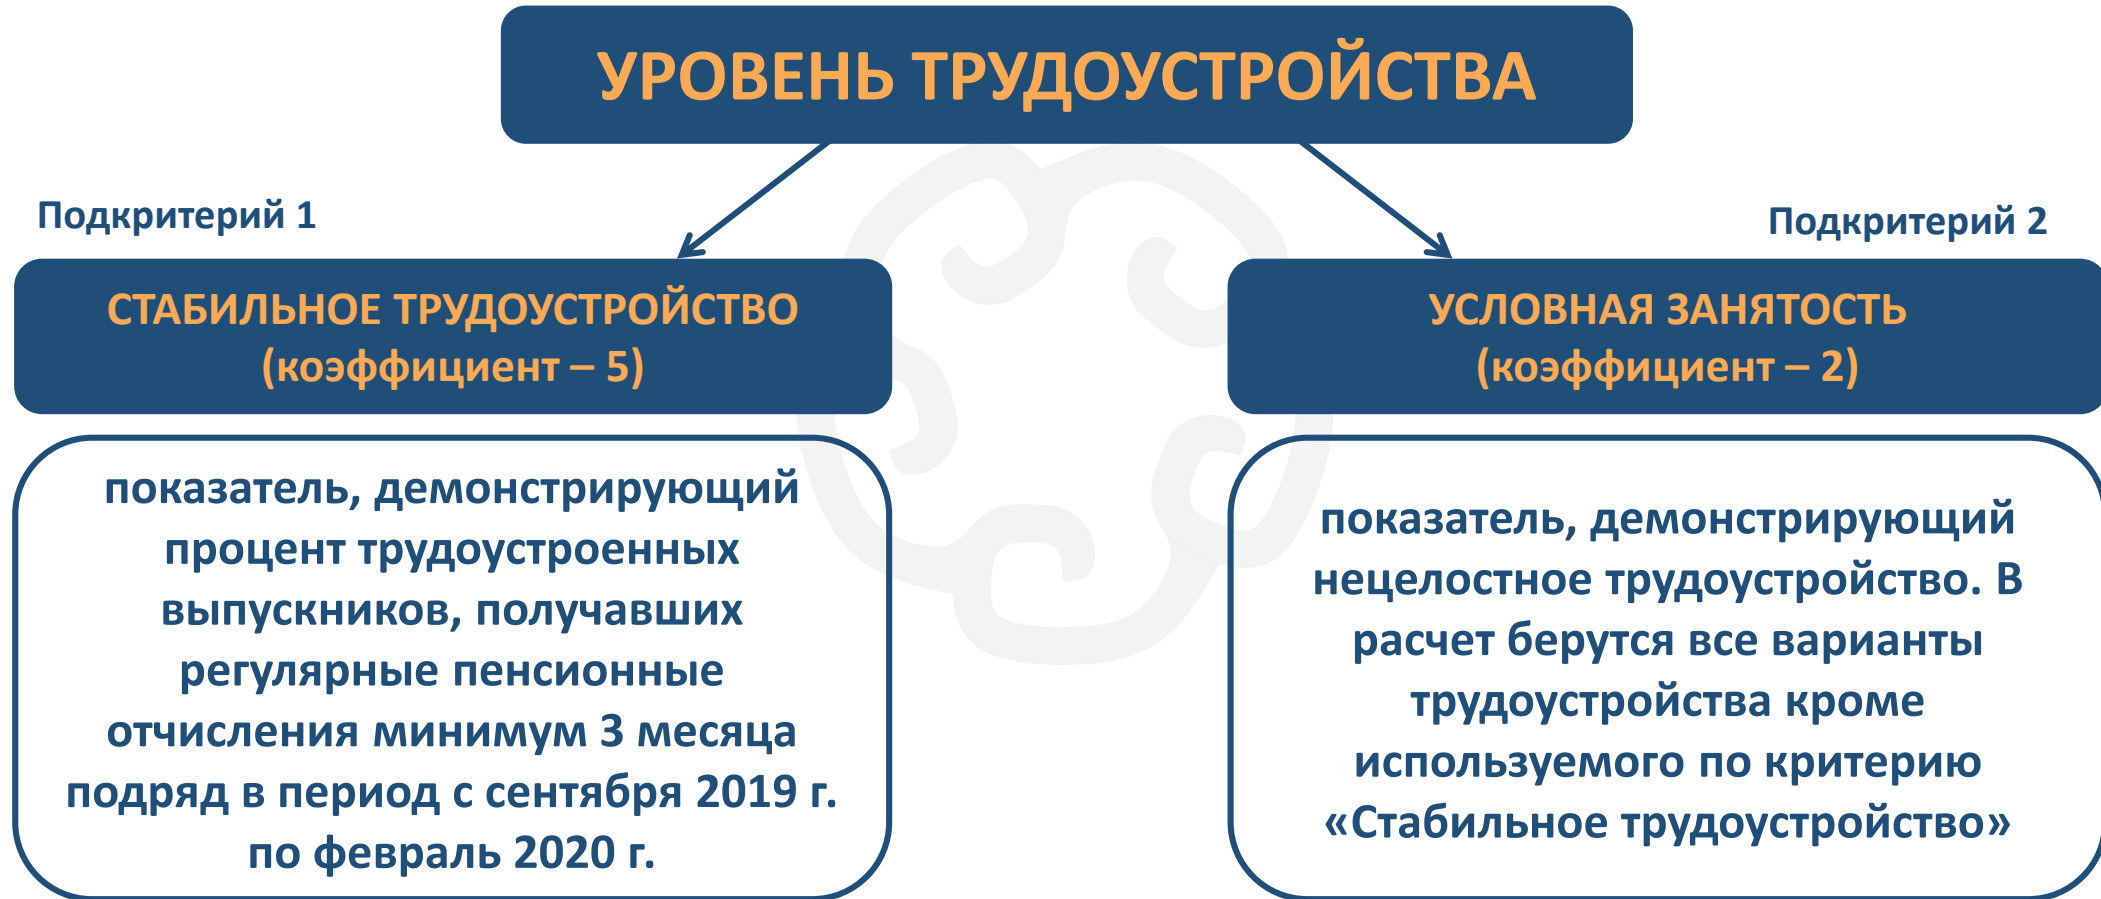 УРОВЕНЬ ТРУДОУСТРОЙСТВА
Подкритерий 1
СТАБИЛЬНОЕ ТРУДОУСТРОЙСТВО
(коэффициент – 5)
показатель, демонстрирующий
процент трудоустроенных
выпускников, получавших
регулярные пенсионные
отчисления минимум 3 месяца
подряд в период с сентября 2019 г.
по февраль 2020 г.
Подкритерий 2
УСЛОВНАЯ ЗАНЯТОСТЬ
(коэффициент – 2)
показатель, демонстрирующий
нецелостное трудоустройство. В
расчет берутся все варианты
трудоустройства кроме
используемого по критерию
«Стабильное трудоустройство»